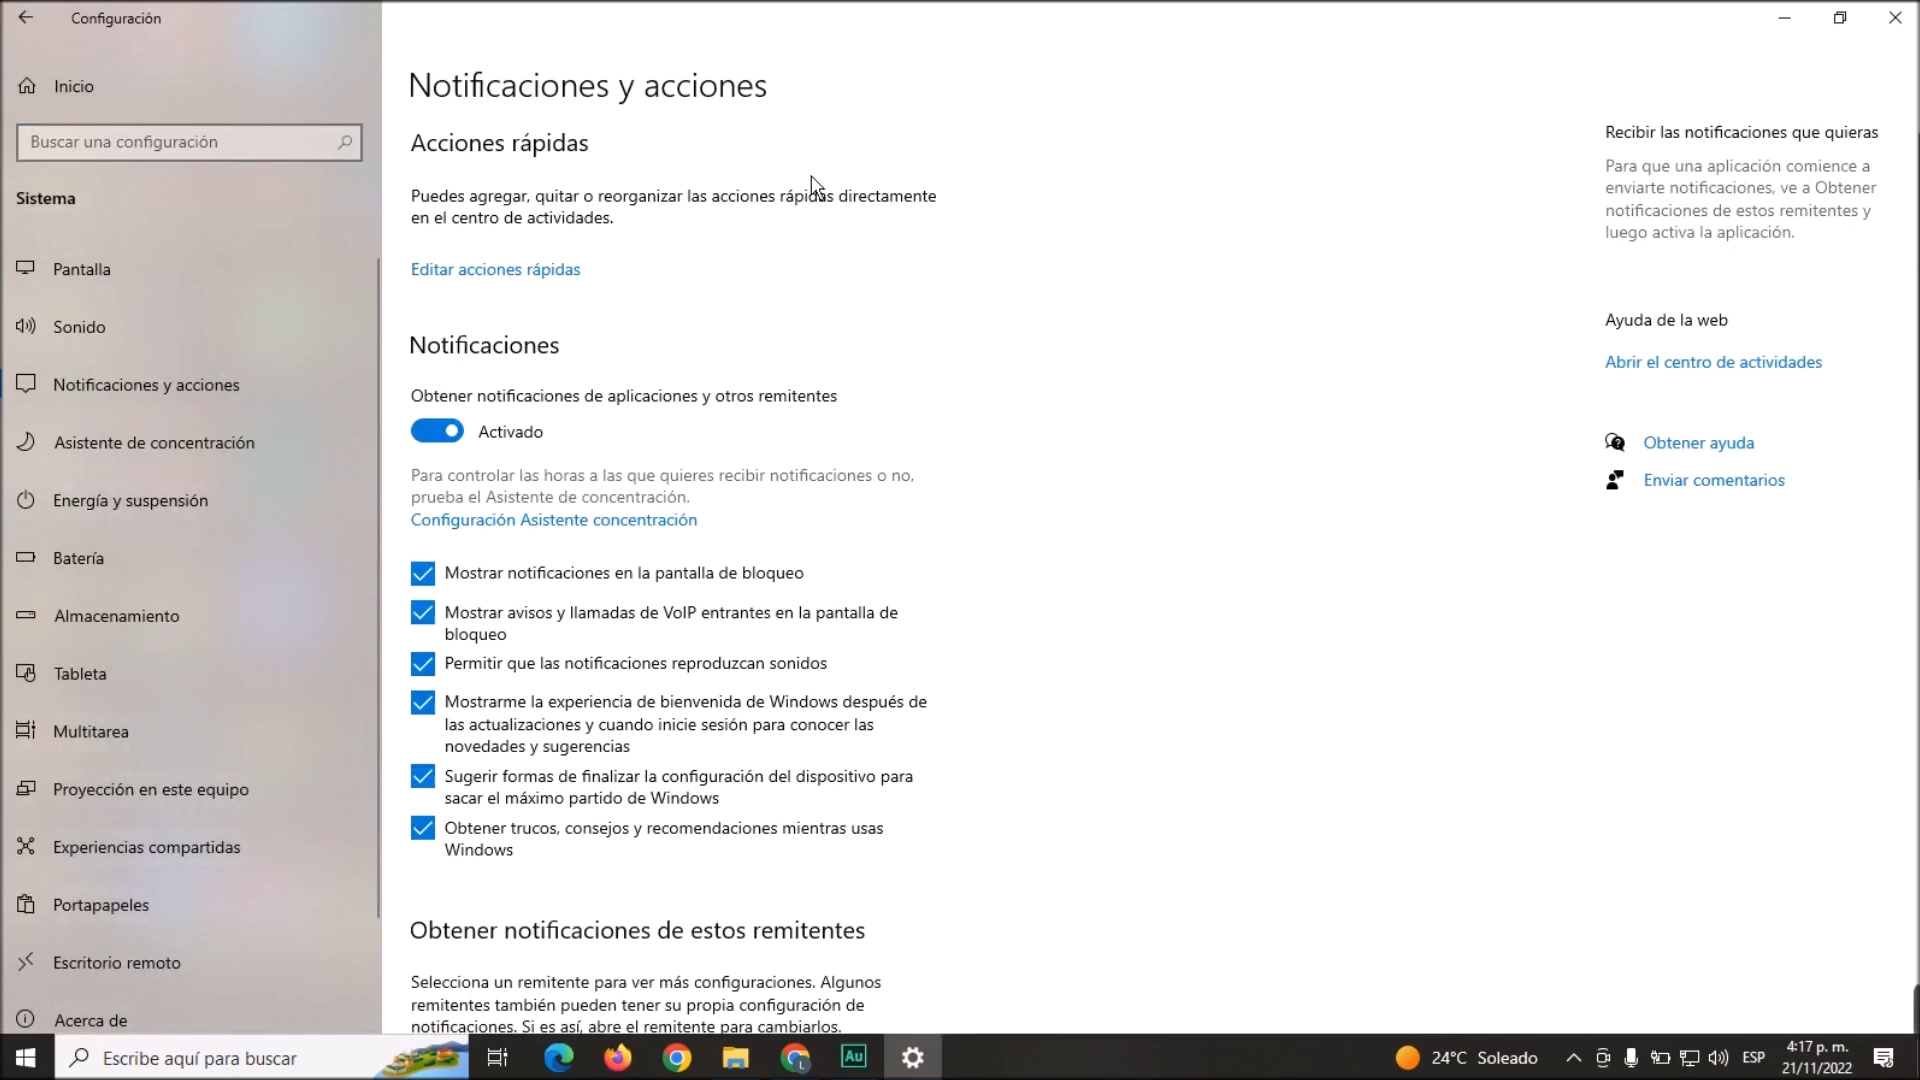 Configuración
Inicio
Buscar una configuración
Sistema
Pantalla
Sonido
Notificaciones y acciones
Asistente de concentración
Energía y suspensión
Batería
Almacenamiento
Tableta
Multitarea
Proyección en este equipo
Experiencias compartidas
Portapapeles
Escritorio remoto
Acerca de
Notificaciones y acciones
Acciones rápidas
Puedes agregar, quitar o reorganizar las acciones rápidas directamente
en el centro de actividades.
Editar acciones rápidas
Notificaciones
Obtener notificaciones de aplicaciones y otros remitentes
Activado
Para controlar las horas a las que quieres recibir notificaciones o no,
prueba el Asistente de concentración.
Configuración Asistente concentración
Mostrar notificaciones en la pantalla de bloqueo
Mostrar avisos y llamadas de VoIP entrantes en la pantalla de
bloqueo
Permitir que las notificaciones reproduzcan sonidos
Mostrarme la experiencia de bienvenida de Windows después de
las actualizaciones y cuando inicie sesión para conocer las
novedades y sugerencias
Sugerir formas de finalizar la configuración del dispositivo para
sacar el máximo partido de Windows
Obtener trucos, consejos y recomendaciones mientras usas
Windows
Obtener notificaciones de estos remitentes
Selecciona un remitente para ver más configuraciones. Algunos
remitentes también pueden tener su propia configuración de
notificaciones. Si es así, abre el remitente para cambiarlos.
Recibir las notificaciones que quieras
Para que una aplicación comience a
enviarte notificaciones, ve a Obtener
notificaciones de estos remitentes y
luego activa la aplicación.
Ayuda de la web
Abrir el centro de actividades
Obtener ayuda
Enviar comentarios
Escribe aquí para buscar
L
Au
24°C Soleado
ESP
4:17 p. m.
21/11/2022